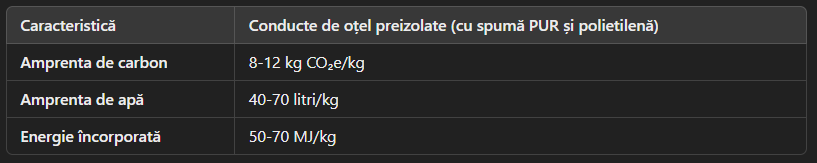 Caracteristică Conducte de oțel preizolate (cu spumă PUR și polietilenă)
Amprenta de carbon 8-12 kg CO₂e/kg
Amprenta de apă 40-70 litri/kg
Energie încorporată 50-70 MJ/kg